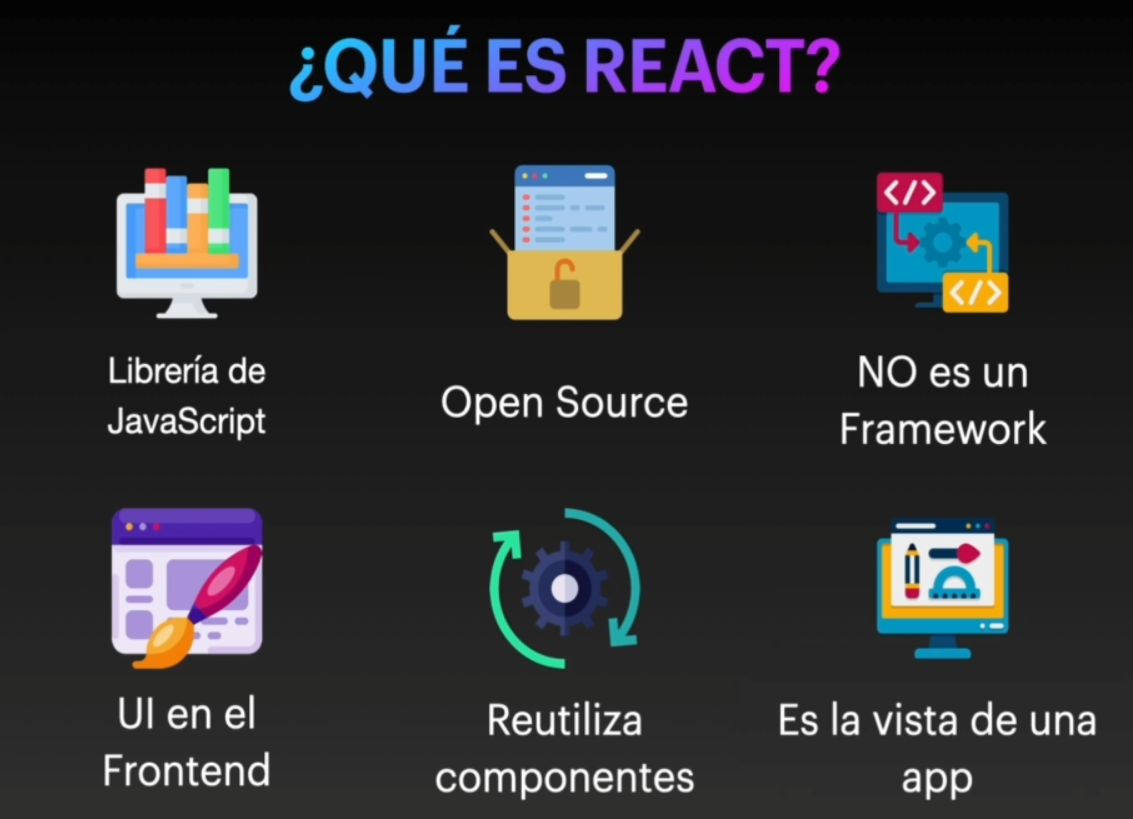 ¿QUÉ ES REACT?
Librería de
JavaScript
Open Source
NO es un
Framework
UI en el
Frontend
Reutiliza
componentes
Es la vista de una
app